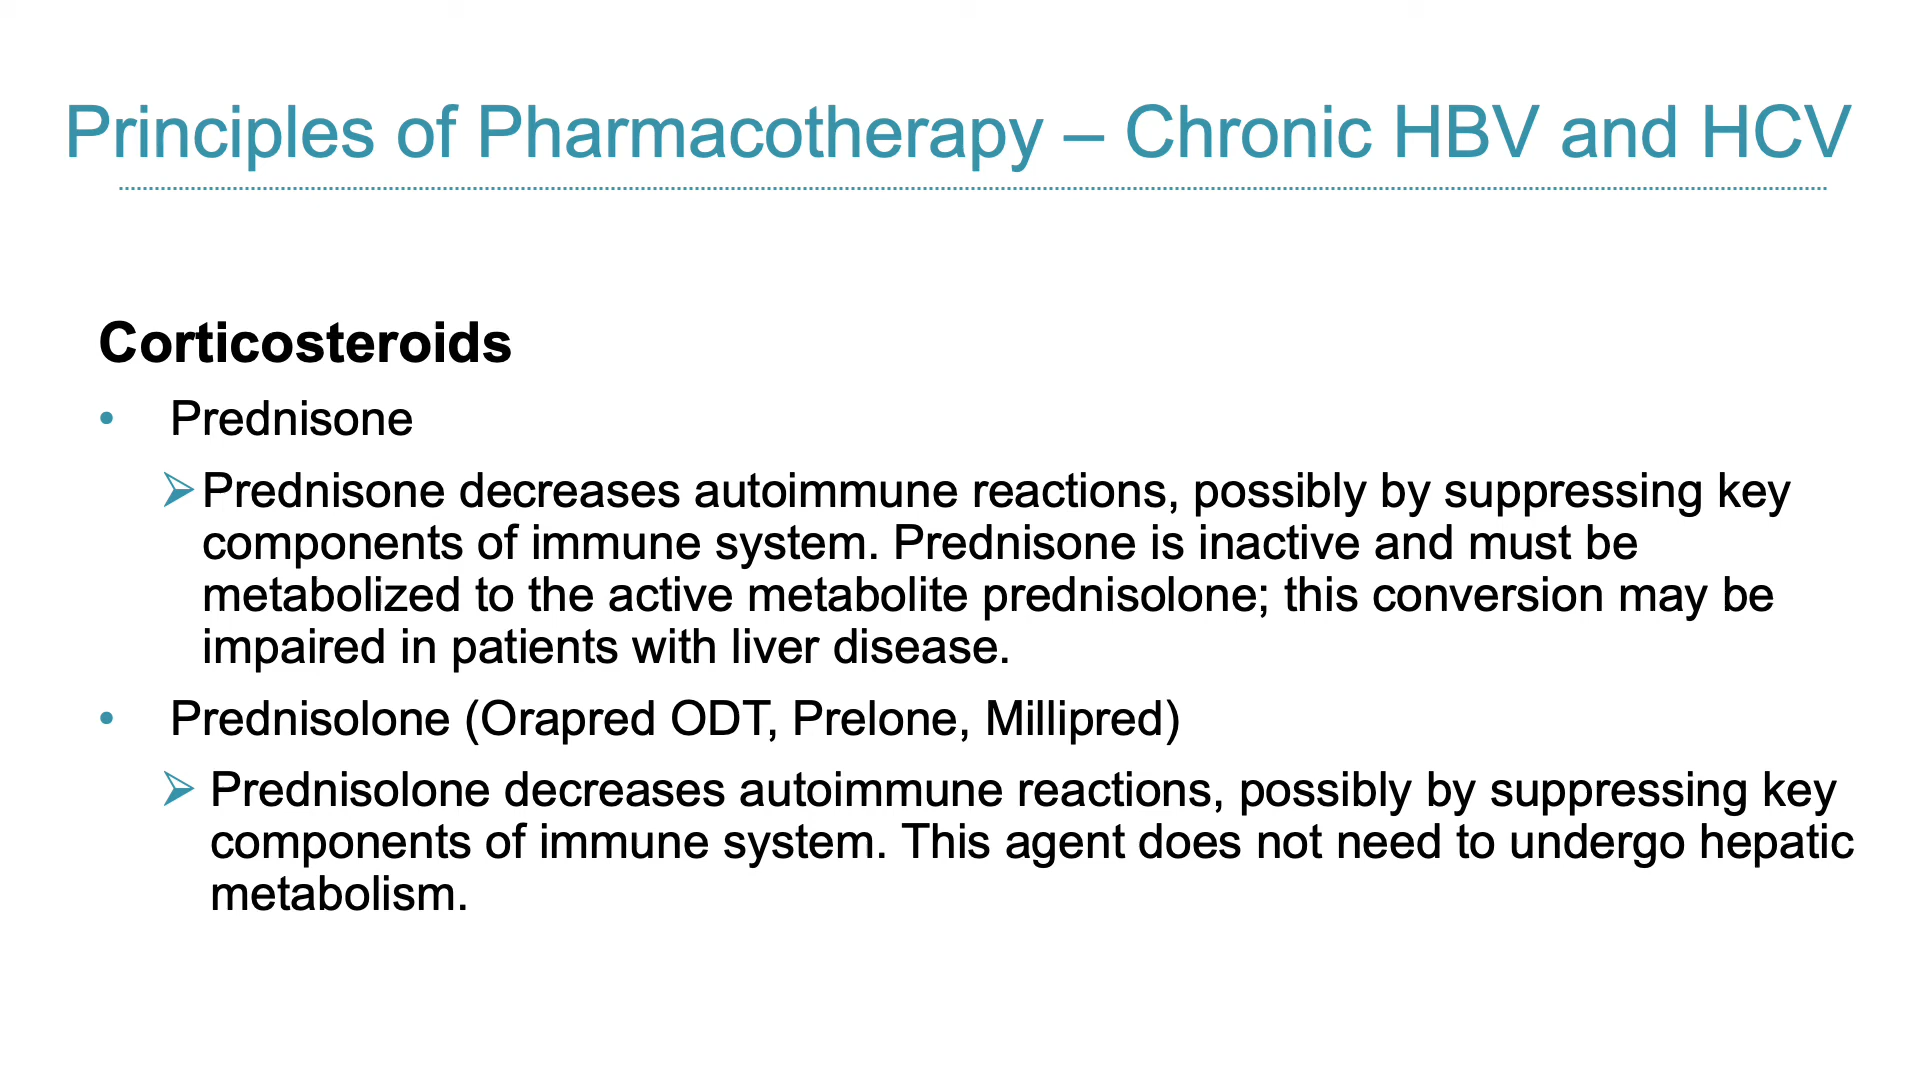 Principles of Pharmacotherapy – Chronic HBV and HCV
Corticosteroids
• Prednisone
➢ Prednisone decreases autoimmune reactions, possibly by suppressing key
components of immune system. Prednisone is inactive and must be
metabolized to the active metabolite prednisolone; this conversion may be
impaired in patients with liver disease.
• Prednisolone (Orapred ODT, Prelone, Millipred)
➢ Prednisolone decreases autoimmune reactions, possibly by suppressing key
components of immune system. This agent does not need to undergo hepatic
metabolism.